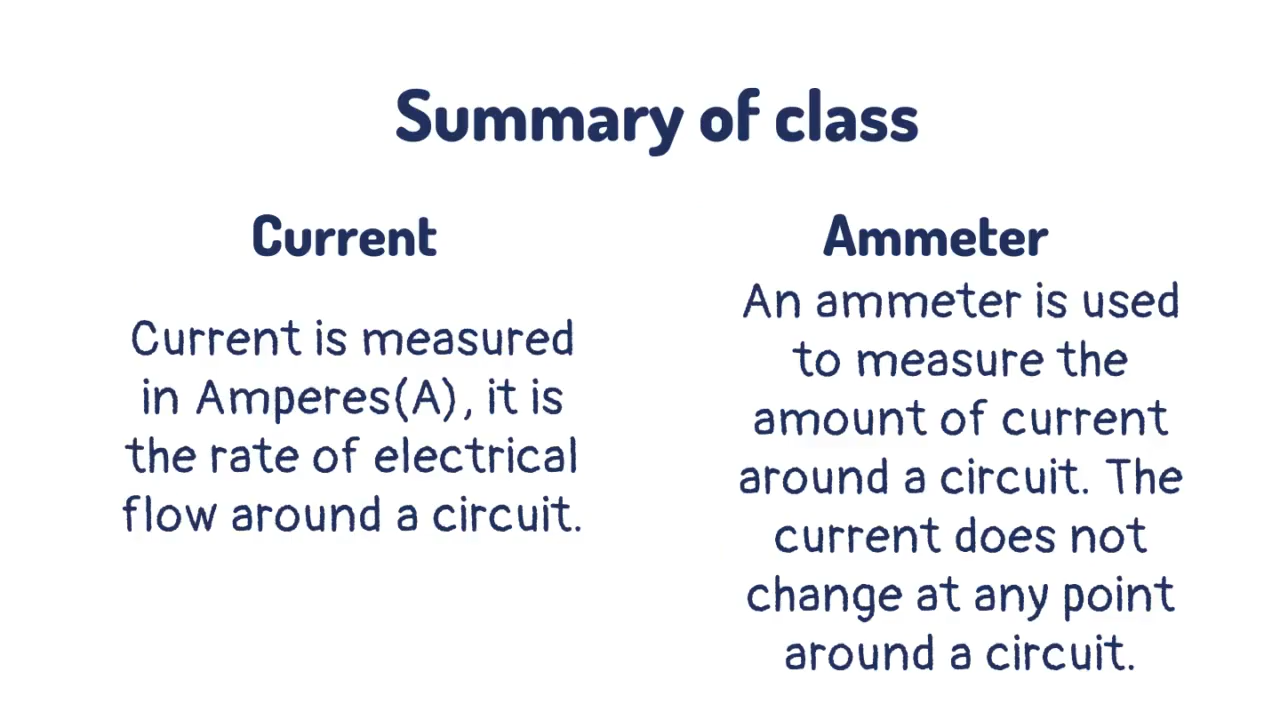 Summary of class
Current
Current is measured
in Amperes(A), it is
the rate of electrical
flow around a circuit.
Ammeter
An ammeter is used
to measure the
amount of current
around a circuit. The
current does not
change at any point
around a circuit.